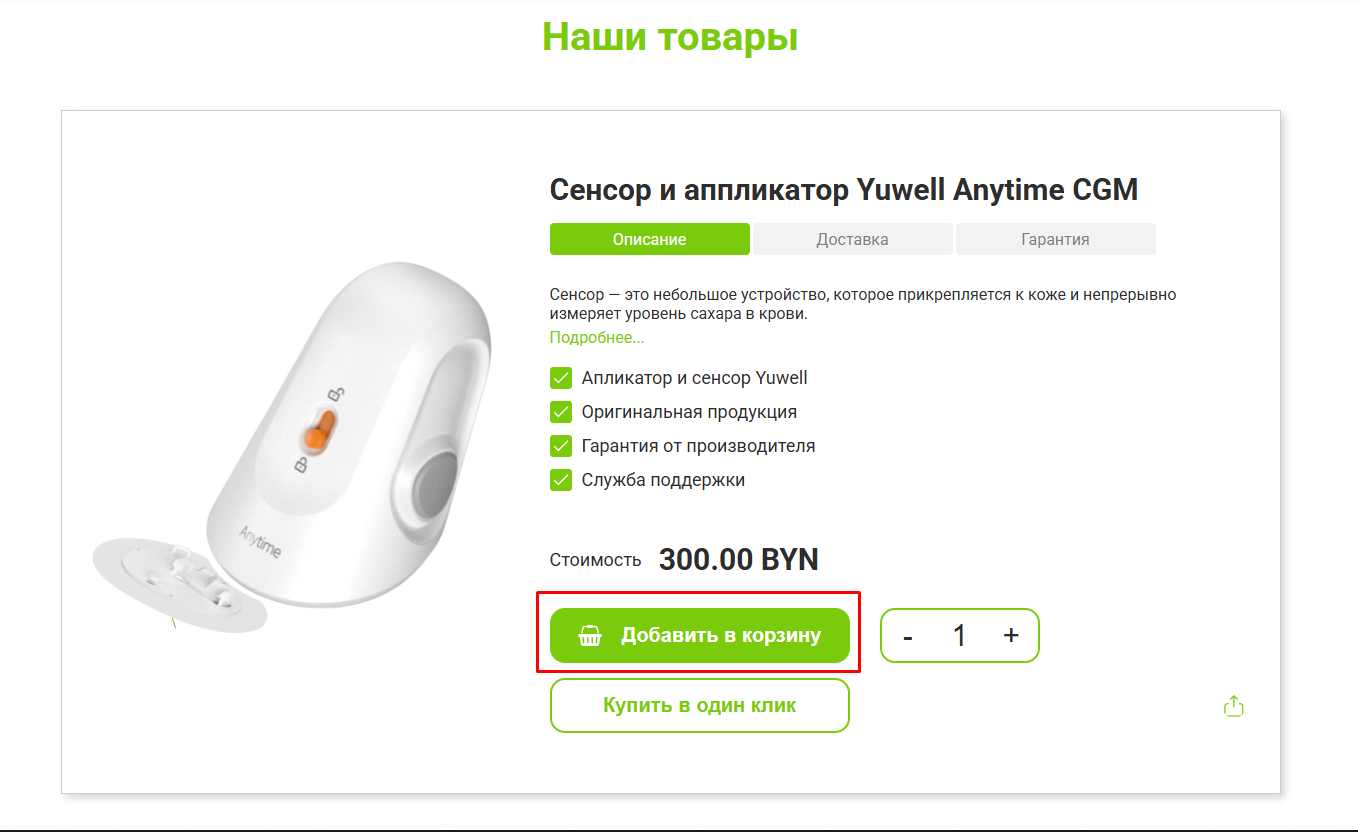 Наши товары
Сенсор и аппликатор Yuwell Anytime CGM
Описание
Доставка
Гарантия
Сенсор — это небольшое устройство, которое прикрепляется к коже и непрерывно
измеряет уровень сахара в крови.
Подробнее...
Апликатор и сенсор Yuwell
Оригинальная продукция
Гарантия от производителя
Служба поддержки
Anytime
Стоимость 300.00 BYN
Добавить в корзину
- 1 +
Купить в один клик